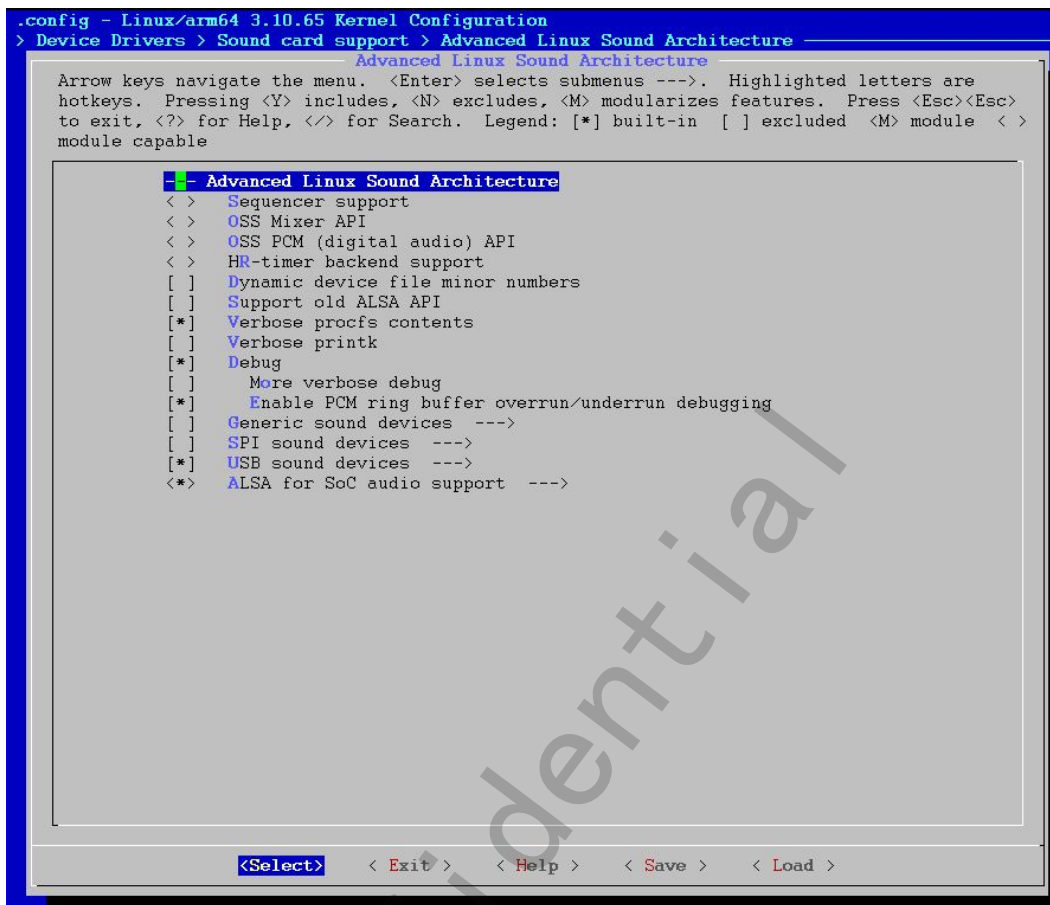 .config - Linux/arm64 3.10.65 Kernel Configuration
> Device Drivers > Sound card support > Advanced Linux Sound Architecture
Advanced Linux Sound Architecture
Arrow keys navigate the menu.  <Enter> selects submenus --->.  Highlighted letters are
hotkeys.  Pressing <Y> includes, <N> excludes, <M> modularizes features.  Press <Esc><Esc>
to exit, <?> for Help, </> for Search.  Legend: [*] built-in  [ ] excluded  <M> module  < >
module capable
--- Advanced Linux Sound Architecture
< >   Sequencer support
< >   OSS Mixer API
< >   OSS PCM (digital audio) API
< >   HR-timer backend support
[ ]   Dynamic device file minor numbers
[ ]   Support old ALSA API
[*]   Verbose procfs contents
[ ]   Verbose printk
[*]   Debug
[ ]     More verbose debug
[*]     Enable PCM ring buffer overrun/underrun debugging
[ ]   Generic sound devices  --->
[ ]   SPI sound devices  --->
[*]   USB sound devices  --->
<*>   ALSA for SoC audio support  --->
<Select>    < Exit >    < Help >    < Save >    < Load >
idential